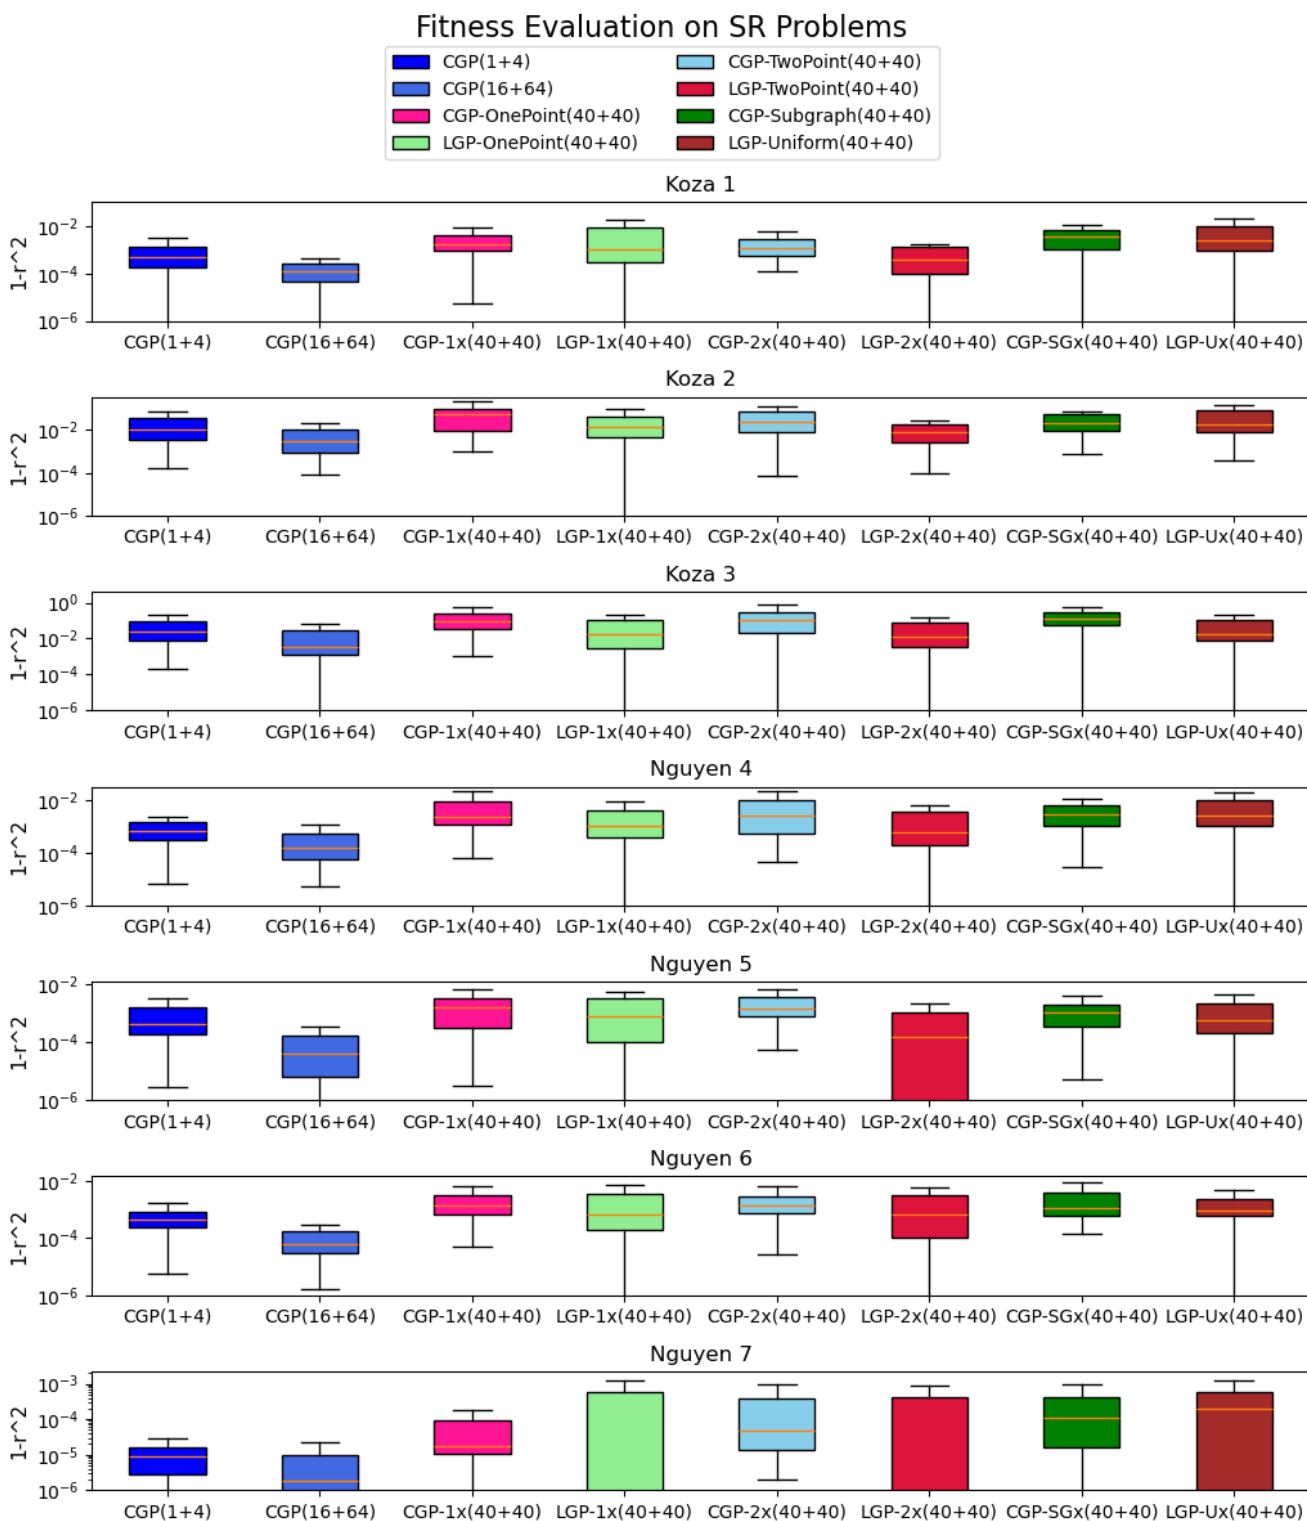 Fitness Evaluation on SR Problems
CGP(1+4)
CGP(16+64)
CGP-OnePoint(40+40)
LGP-OnePoint(40+40)
CGP-TwoPoint(40+40)
LGP-TwoPoint(40+40)
CGP-Subgraph(40+40)
LGP-Uniform(40+40)
Koza 1
1-r^2
10^-2
10^-4
10^-6
CGP(1+4) CGP(16+64) CGP-1x(40+40) LGP-1x(40+40) CGP-2x(40+40) LGP-2x(40+40) CGP-SGx(40+40) LGP-Ux(40+40)
Koza 2
1-r^2
10^-2
10^-4
10^-6
CGP(1+4) CGP(16+64) CGP-1x(40+40) LGP-1x(40+40) CGP-2x(40+40) LGP-2x(40+40) CGP-SGx(40+40) LGP-Ux(40+40)
Koza 3
1-r^2
10^0
10^-2
10^-4
10^-6
CGP(1+4) CGP(16+64) CGP-1x(40+40) LGP-1x(40+40) CGP-2x(40+40) LGP-2x(40+40) CGP-SGx(40+40) LGP-Ux(40+40)
Nguyen 4
1-r^2
10^-2
10^-4
10^-6
CGP(1+4) CGP(16+64) CGP-1x(40+40) LGP-1x(40+40) CGP-2x(40+40) LGP-2x(40+40) CGP-SGx(40+40) LGP-Ux(40+40)
Nguyen 5
1-r^2
10^-2
10^-4
10^-6
CGP(1+4) CGP(16+64) CGP-1x(40+40) LGP-1x(40+40) CGP-2x(40+40) LGP-2x(40+40) CGP-SGx(40+40) LGP-Ux(40+40)
Nguyen 6
1-r^2
10^-2
10^-4
10^-6
CGP(1+4) CGP(16+64) CGP-1x(40+40) LGP-1x(40+40) CGP-2x(40+40) LGP-2x(40+40) CGP-SGx(40+40) LGP-Ux(40+40)
Nguyen 7
1-r^2
10^-3
10^-4
10^-5
10^-6
CGP(1+4) CGP(16+64) CGP-1x(40+40) LGP-1x(40+40) CGP-2x(40+40) LGP-2x(40+40) CGP-SGx(40+40) LGP-Ux(40+40)